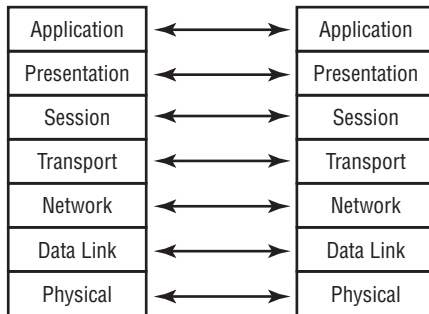 Application Application
Presentation Presentation
Session Session
Transport Transport
Network Network
Data Link Data Link
Physical Physical